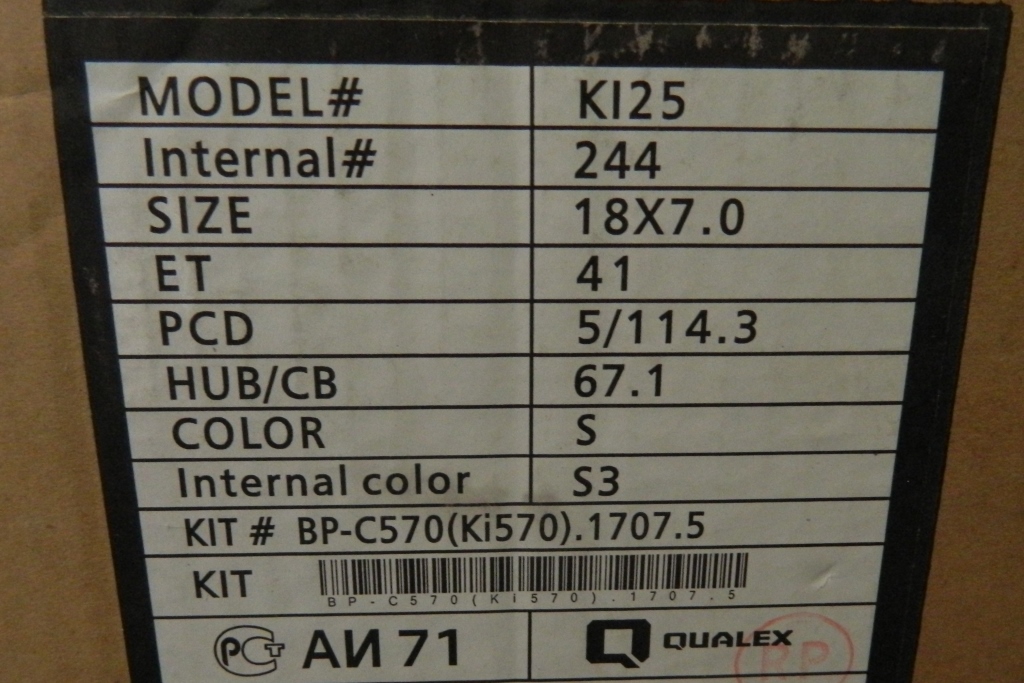 MODEL# KI25
Internal# 244
SIZE 18X7.0
ET 41
PCD 5/114.3
HUB/CB 67.1
COLOR S
Internal color S3
KIT # BP-C570(Ki570).1707.5
KIT
BP-C570(Ki570).1707.5
РСТ АИ 71 QUALEX
RP